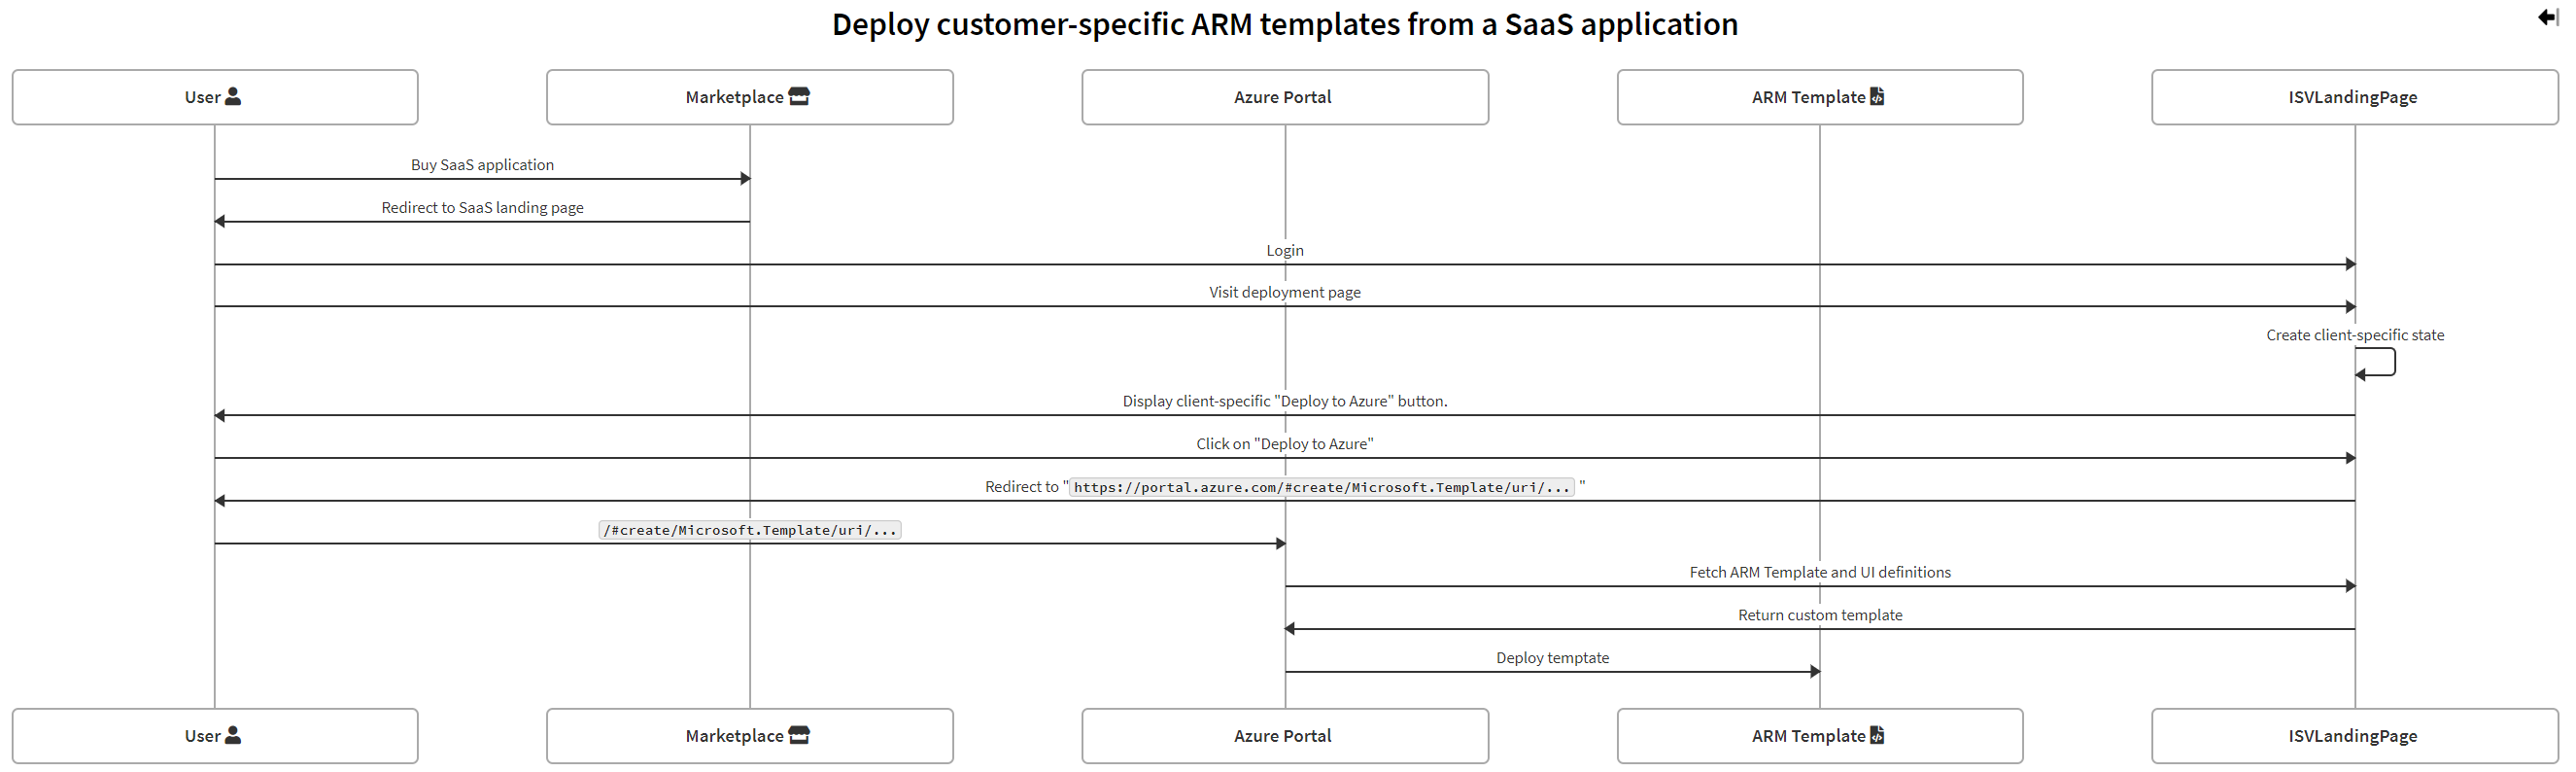 Deploy customer-specific ARM templates from a SaaS application
User
Marketplace
Azure Portal
ARM Template
ISVLandingPage
Buy SaaS application
Redirect to SaaS landing page
Login
Visit deployment page
Create client-specific state
Display client-specific "Deploy to Azure" button.
Click on "Deploy to Azure"
Redirect to "https://portal.azure.com/#create/Microsoft.Template/uri/... "
/#create/Microsoft.Template/uri/...
Fetch ARM Template and UI definitions
Return custom template
Deploy temptate
User
Marketplace
Azure Portal
ARM Template
ISVLandingPage